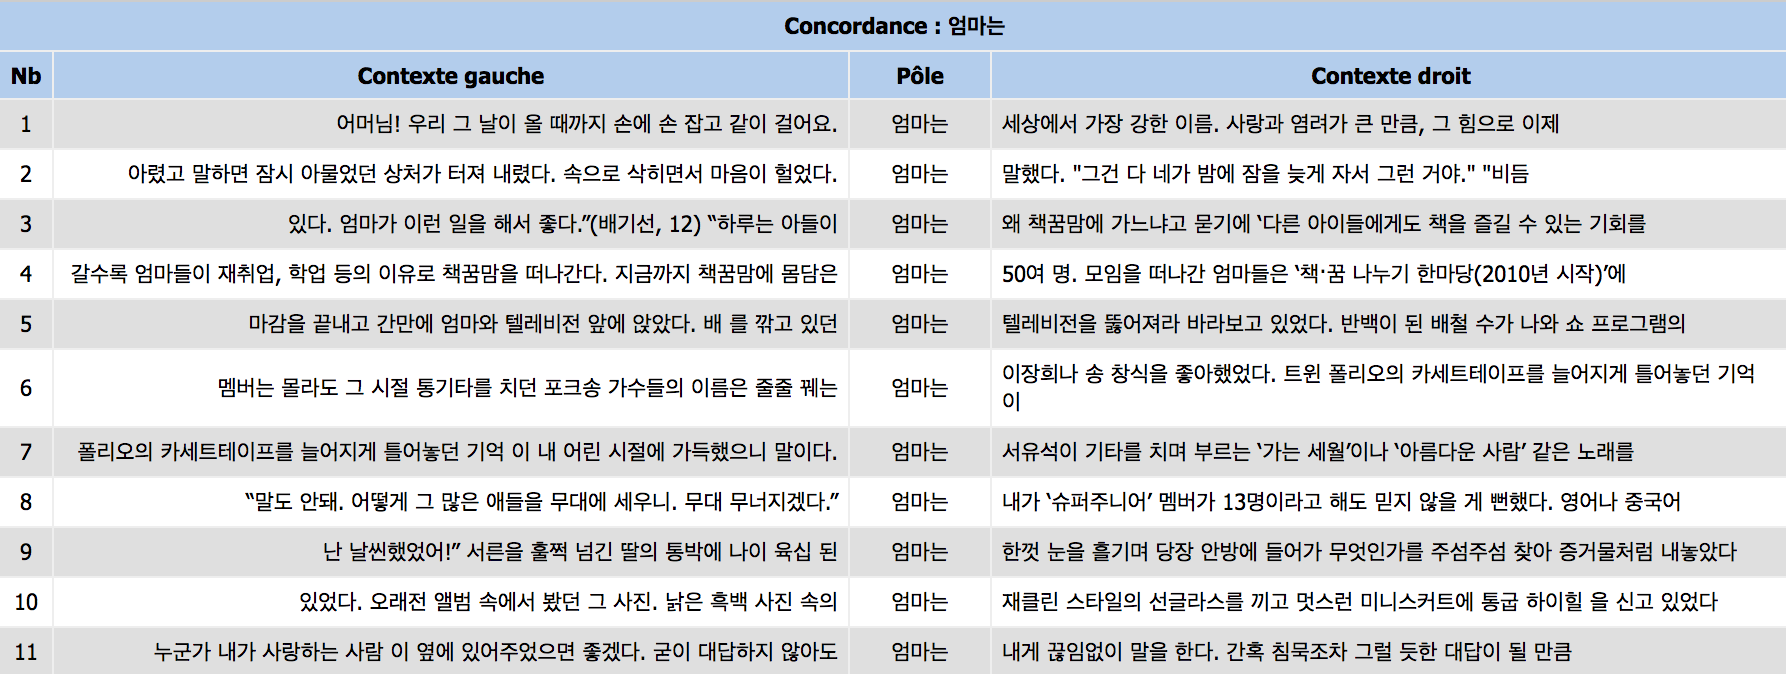 Concordance : 엄마는
Nb Contexte gauche Pôle Contexte droit
1 어머님! 우리 그 날이 올 때까지 손에 손 잡고 같이 걸어요. 엄마는 세상에서 가장 강한 이름. 사랑과 염려가 큰 만큼, 그 힘으로 이제
2 아렸고 말하면 잠시 아물었던 상처가 터져 내렸다. 속으로 삭히면서 마음이 헐었다. 엄마는 말했다. "그건 다 네가 밤에 잠을 늦게 자서 그런 거야." "비듬
3 있다. 엄마가 이런 일을 해서 좋다.”(배기선, 12) “하루는 아들이 엄마는 왜 책꿈맘에 가느냐고 묻기에 ‘다른 아이들에게도 책을 즐길 수 있는 기회를
4 갈수록 엄마들이 재취업, 학업 등의 이유로 책꿈맘을 떠나간다. 지금까지 책꿈맘에 몸담은 엄마는 50여 명. 모임을 떠나간 엄마들은 ‘책·꿈 나누기 한마당(2010년 시작)’에
5 마감을 끝내고 간만에 엄마와 텔레비전 앞에 앉았다. 배 를 깎고 있던 엄마는 텔레비전을 뚫어져라 바라보고 있었다. 반백이 된 배철 수가 나와 쇼 프로그램의
6 멤버는 몰라도 그 시절 통기타를 치던 포크송 가수들의 이름은 줄줄 꿰는 엄마는 이장희나 송 창식을 좋아했었다. 트윈 폴리오의 카세트테이프를 늘어지게 틀어놓던 기억
이
7 폴리오의 카세트테이프를 늘어지게 틀어놓던 기억 이 내 어린 시절에 가득했으니 말이다. 엄마는 서유석이 기타를 치며 부르는 ‘가는 세월’이나 ‘아름다운 사람’ 같은 노래를
8 “말도 안돼. 어떻게 그 많은 애들을 무대에 세우니. 무대 무너지겠다.” 엄마는 내가 ‘슈퍼주니어’ 멤버가 13명이라고 해도 믿지 않을 게 뻔했다. 영어나 중국어
9 난 날씬했었어!” 서른을 훌쩍 넘긴 딸의 통박에 나이 육십 된 엄마는 한껏 눈을 흘기며 당장 안방에 들어가 무엇인가를 주섬주섬 찾아 증거물처럼 내놓았다
10 있었다. 오래전 앨범 속에서 봤던 그 사진. 낡은 흑백 사진 속의 엄마는 재클린 스타일의 선글라스를 끼고 멋스런 미니스커트에 통굽 하이힐 을 신고 있었다
11 누군가 내가 사랑하는 사람 이 옆에 있어주었으면 좋겠다. 굳이 대답하지 않아도 엄마는 내게 끊임없이 말을 한다. 간혹 침묵조차 그럴 듯한 대답이 될 만큼